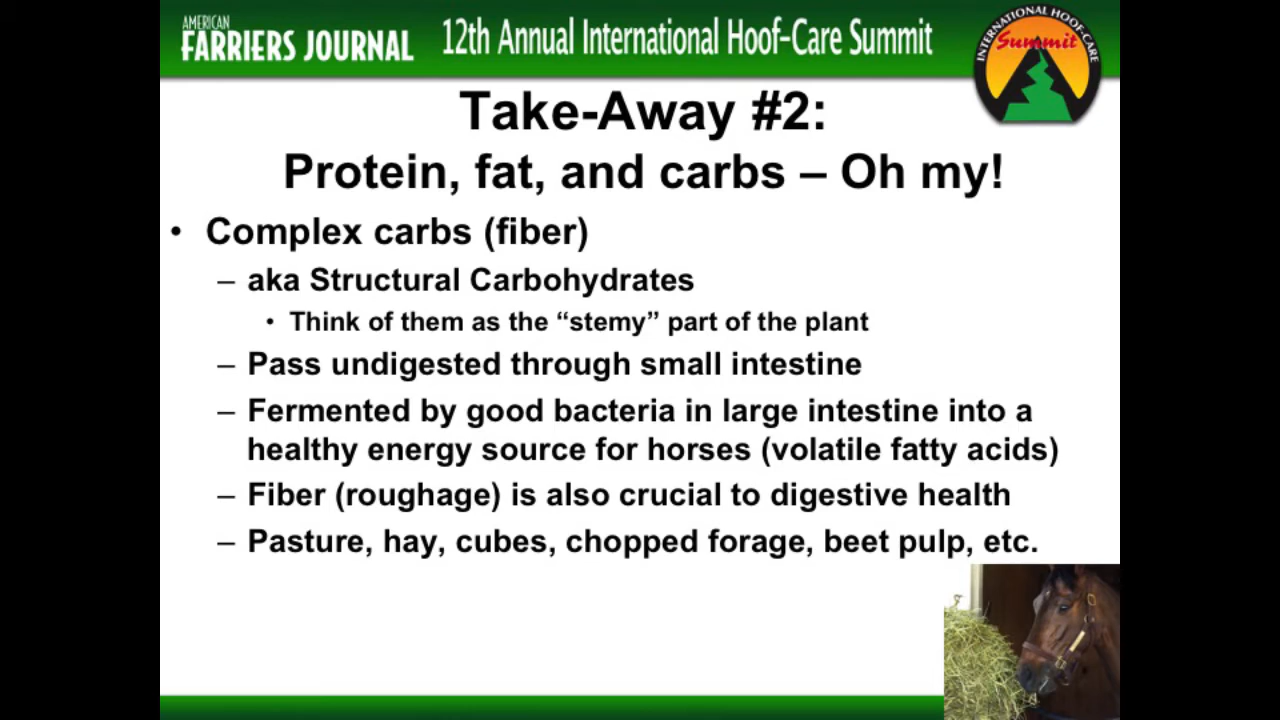 AMERICAN
FARRIERS JOURNAL
12th Annual International Hoof-Care Summit
INTERNATIONAL HOOF-CARE
Summit
Take-Away #2:
Protein, fat, and carbs – Oh my!
• Complex carbs (fiber)
– aka Structural Carbohydrates
• Think of them as the “stemy” part of the plant
– Pass undigested through small intestine
– Fermented by good bacteria in large intestine into a
healthy energy source for horses (volatile fatty acids)
– Fiber (roughage) is also crucial to digestive health
– Pasture, hay, cubes, chopped forage, beet pulp, etc.